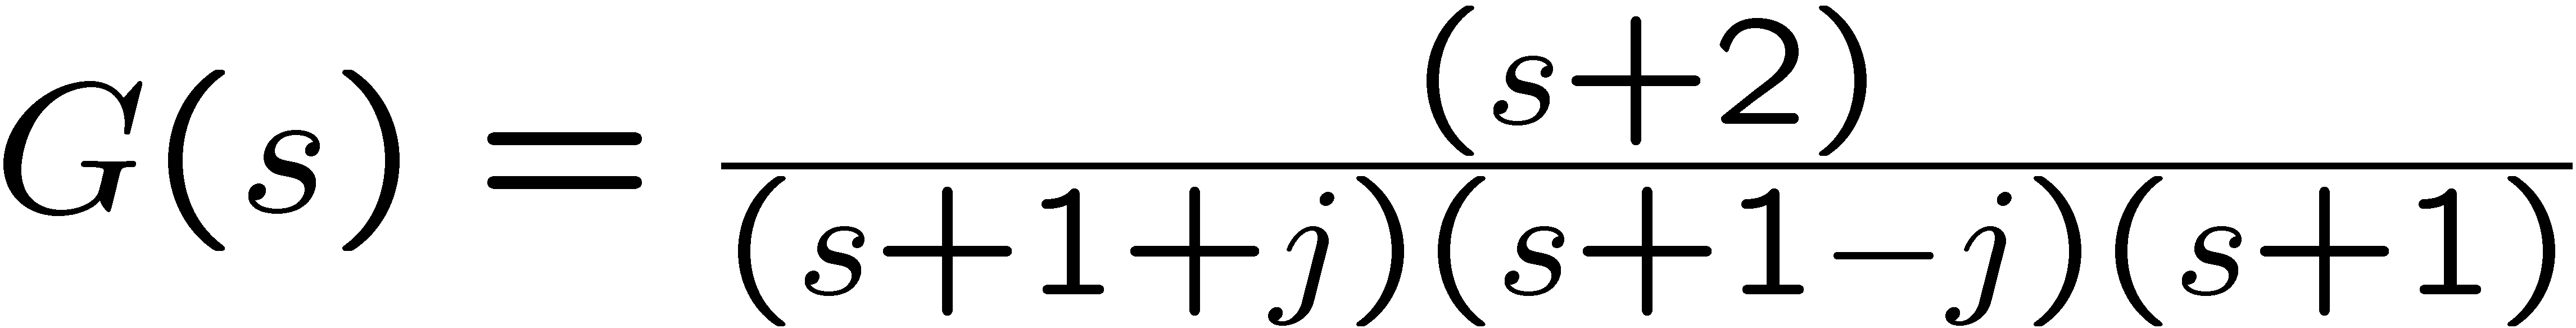 G(s) = (s+2) / (s+1+j)(s+1−j)(s+1)